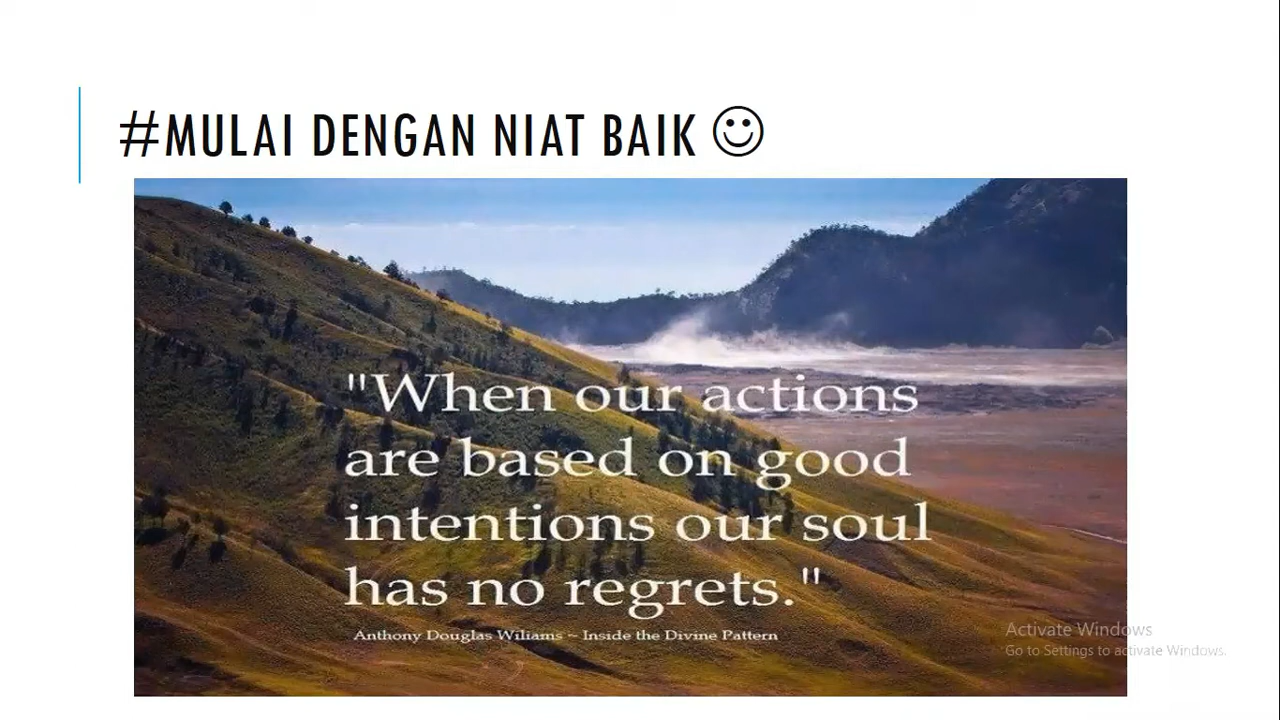 #MULAI DENGAN NIAT BAIK ☺
"When our actions
are based on good
intentions our soul
has no regrets."
Anthony Douglas Wiliams ~ Inside the Divine Pattern
Activate Windows
Go to Settings to activate Windows.